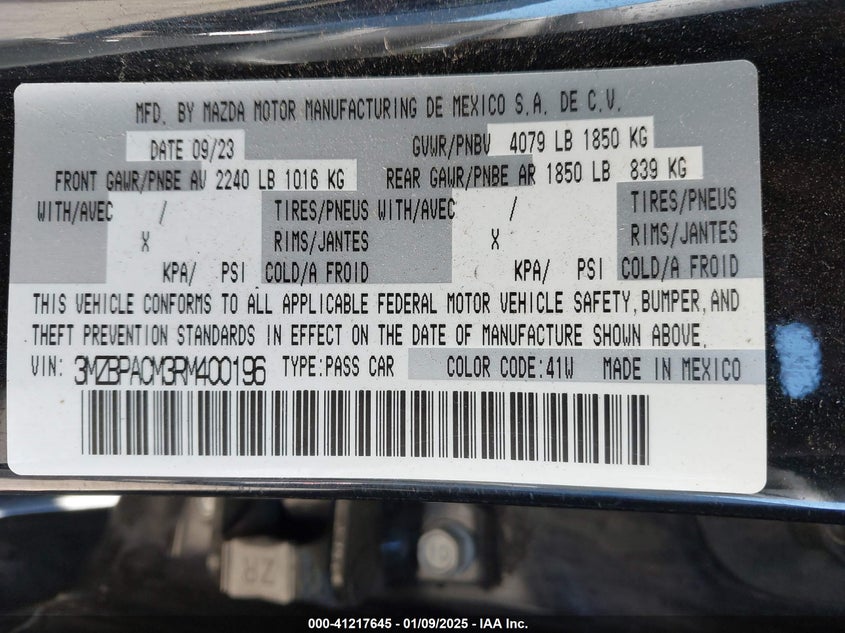 MFD. BY MAZDA MOTOR MANUFACTURING DE MEXICO S.A. DE C.V.
DATE 09/23 GVWR/PNBV 4079 LB 1850 KG
FRONT GAWR/PNBE AV 2240 LB 1016 KG REAR GAWR/PNBE AR 1850 LB 839 KG
WITH/AVEC / TIRES/PNEUS WITH/AVEC / TIRES/PNEUS
X RIMS/JANTES X RIMS/JANTES
KPA/ PSI COLD/A FROID KPA/ PSI COLD/A FROID
THIS VEHICLE CONFORMS TO ALL APPLICABLE FEDERAL MOTOR VEHICLE SAFETY, BUMPER, AND
THEFT PREVENTION STANDARDS IN EFFECT ON THE DATE OF MANUFACTURE SHOWN ABOVE.
VIN: 3MZBPACM3RM400196 TYPE:PASS CAR COLOR CODE:41W MADE IN MEXICO
ZR
000-41217645 - 01/09/2025 - IAA Inc.